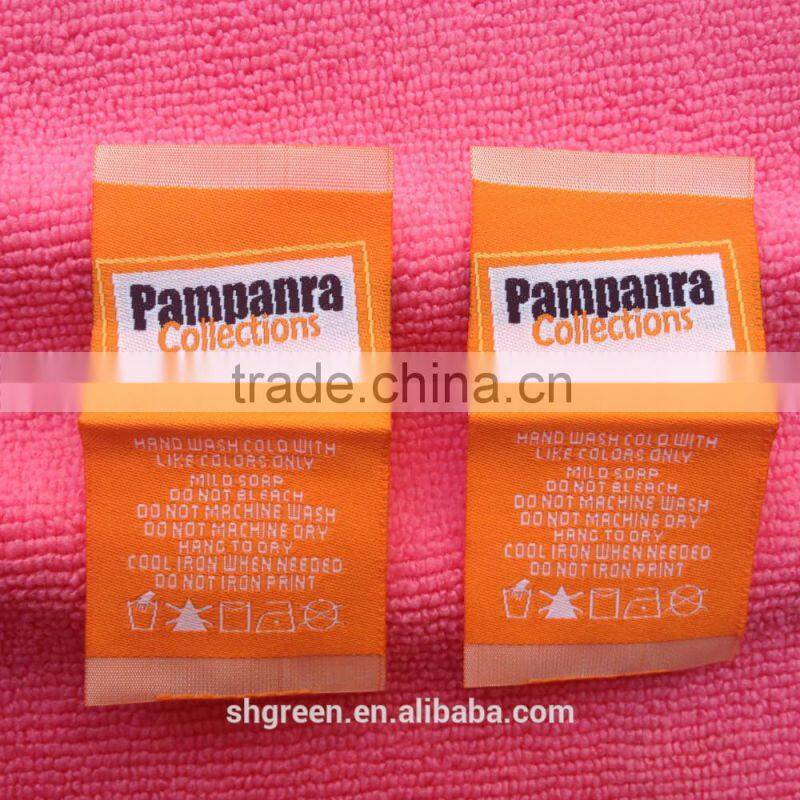 Pampanra
Collections
Pampanra
Collections
trade.china.cn
HAND WASH COLD WITH
LIKE COLORS ONLY
MILD SOAP
DO NOT BLEACH
DO NOT MACHINE WASH
DO NOT MACHINE DRY
HANG TO DRY
COOL IRON WHEN NEEDED
DO NOT IRON PRINT
HAND WASH COLD WITH
LIKE COLORS ONLY
MILD SOAP
DO NOT BLEACH
DO NOT MACHINE WASH
DO NOT MACHINE DRY
HANG TO DRY
COOL IRON WHEN NEEDED
DO NOT IRON PRINT
shgreen.en.alibaba.com